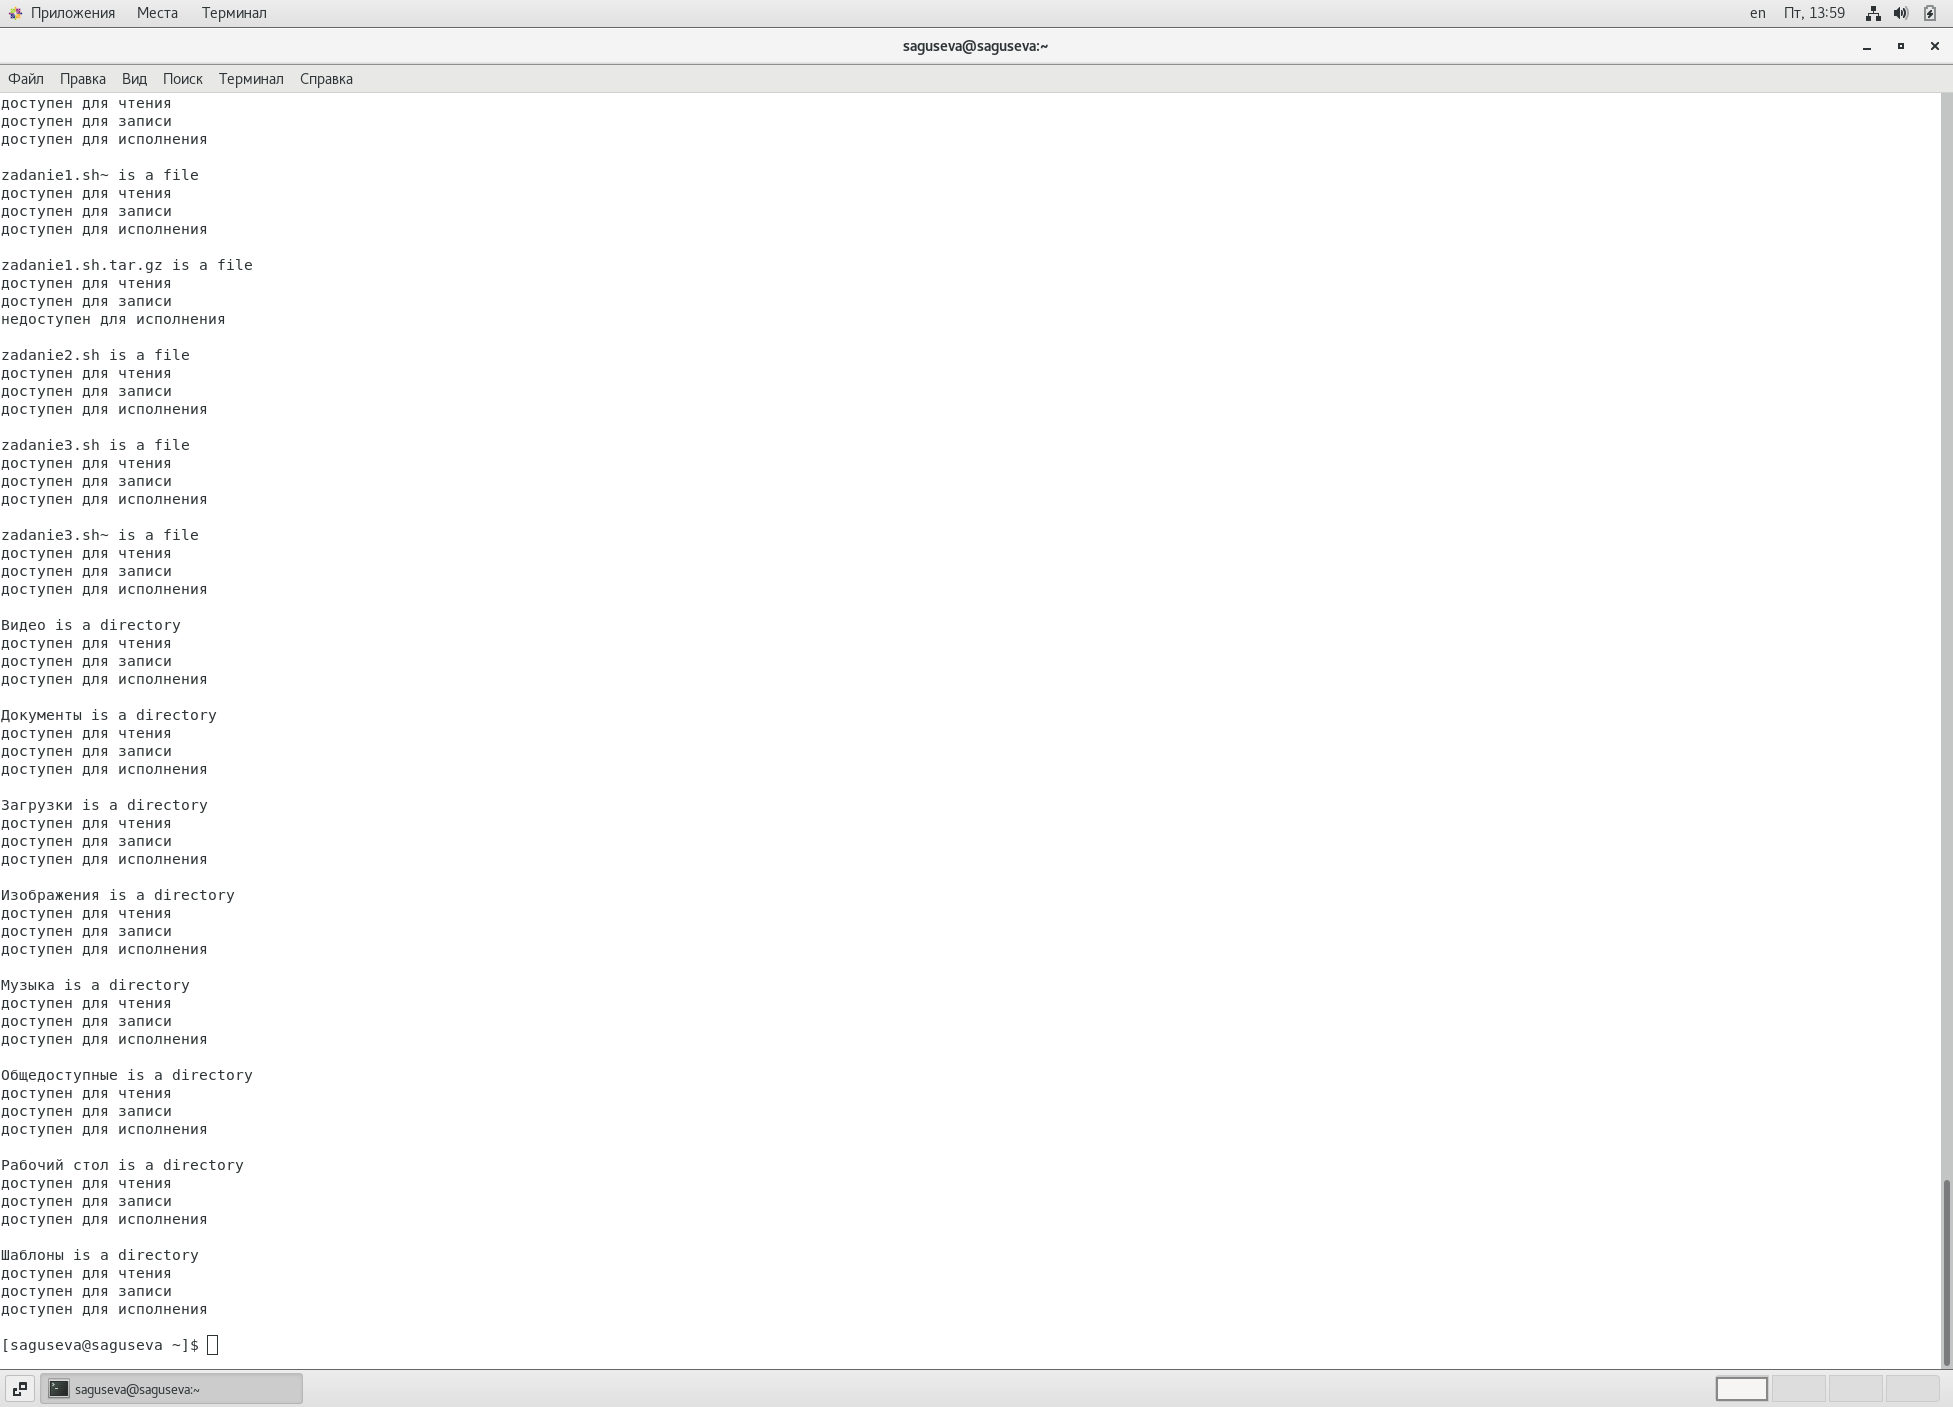 Приложения Места Терминал en Пт, 13:59
saguseva@saguseva:~
Файл Правка Вид Поиск Терминал Справка
доступен для чтения
доступен для записи
доступен для исполнения
zadanie1.sh~ is a file
доступен для чтения
доступен для записи
доступен для исполнения
zadanie1.sh.tar.gz is a file
доступен для чтения
доступен для записи
недоступен для исполнения
zadanie2.sh is a file
доступен для чтения
доступен для записи
доступен для исполнения
zadanie3.sh is a file
доступен для чтения
доступен для записи
доступен для исполнения
zadanie3.sh~ is a file
доступен для чтения
доступен для записи
доступен для исполнения
Видео is a directory
доступен для чтения
доступен для записи
доступен для исполнения
Документы is a directory
доступен для чтения
доступен для записи
доступен для исполнения
Загрузки is a directory
доступен для чтения
доступен для записи
доступен для исполнения
Изображения is a directory
доступен для чтения
доступен для записи
доступен для исполнения
Музыка is a directory
доступен для чтения
доступен для записи
доступен для исполнения
Общедоступные is a directory
доступен для чтения
доступен для записи
доступен для исполнения
Рабочий стол is a directory
доступен для чтения
доступен для записи
доступен для исполнения
Шаблоны is a directory
доступен для чтения
доступен для записи
доступен для исполнения
[saguseva@saguseva ~]$
saguseva@saguseva:~